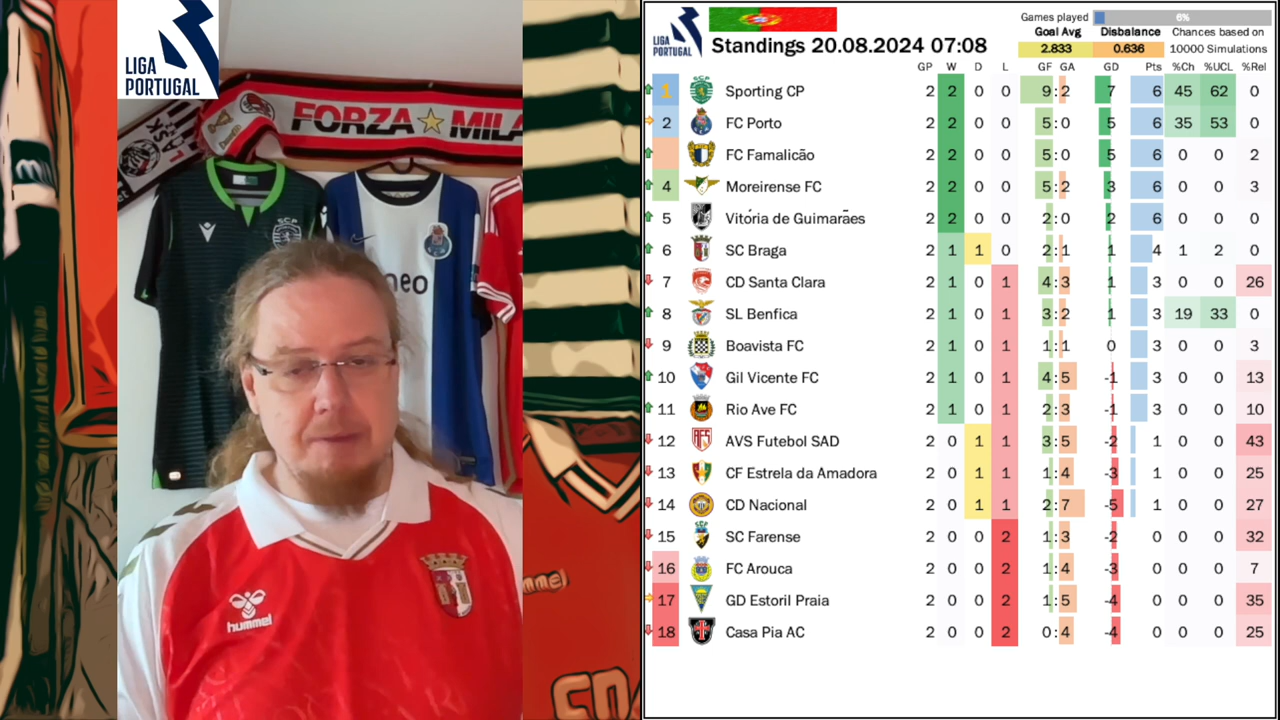 LIGA
PORTUGAL
FORZA ★ MILA
LASK
hummel
LIGA
PORTUGAL
Standings 20.08.2024 07:08
Games played 6%
Goal Avg Disbalance Chances based on
2.833 0.636 10000 Simulations
GP W D L GF GA GD Pts %Ch %UCL %Rel
1 Sporting CP 2 2 0 0 9:2 7 6 45 62 0
2 FC Porto 2 2 0 0 5:0 5 6 35 53 0
FC Famalicão 2 2 0 0 5:0 5 6 0 0 2
4 Moreirense FC 2 2 0 0 5:2 3 6 0 0 3
5 Vitória de Guimarães 2 2 0 0 2:0 2 6 0 0 0
6 SC Braga 2 1 1 0 2:1 1 4 1 2 0
7 CD Santa Clara 2 1 0 1 4:3 1 3 0 0 26
8 SL Benfica 2 1 0 1 3:2 1 3 19 33 0
9 Boavista FC 2 1 0 1 1:1 0 3 0 0 3
10 Gil Vicente FC 2 1 0 1 4:5 -1 3 0 0 13
11 Rio Ave FC 2 1 0 1 2:3 -1 3 0 0 10
12 AVS Futebol SAD 2 0 1 1 3:5 -2 1 0 0 43
13 CF Estrela da Amadora 2 0 1 1 1:4 -3 1 0 0 25
14 CD Nacional 2 0 1 1 2:7 -5 1 0 0 27
15 SC Farense 2 0 0 2 1:3 -2 0 0 0 32
16 FC Arouca 2 0 0 2 1:4 -3 0 0 0 7
17 GD Estoril Praia 2 0 0 2 1:5 -4 0 0 0 35
18 Casa Pia AC 2 0 0 2 0:4 -4 0 0 0 25